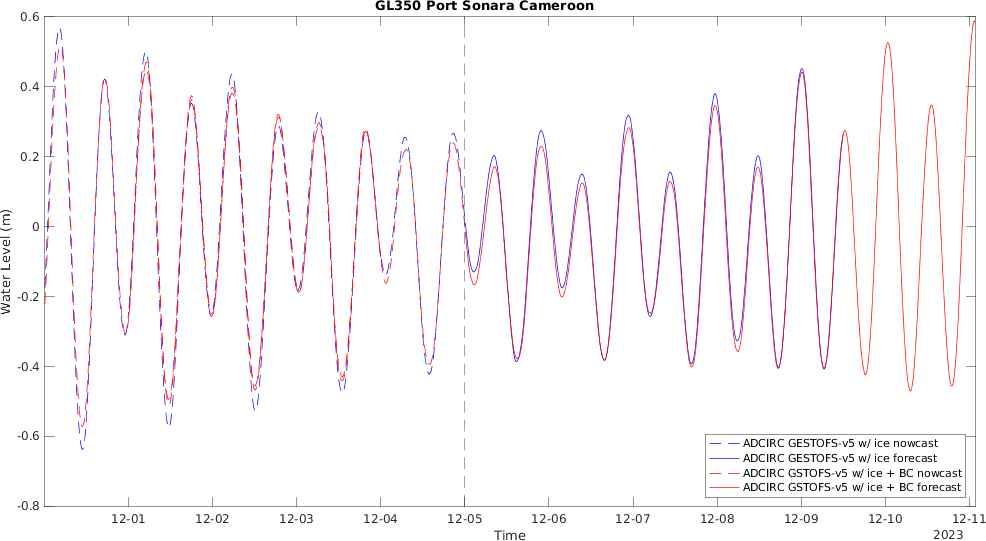 GL350 Port Sonara Cameroon
0.6
0.4
0.2
0
-0.2
-0.4
-0.6
-0.8
Water Level (m)
ADCIRC GESTOFS-v5 w/ ice nowcast
ADCIRC GESTOFS-v5 w/ ice forecast
ADCIRC GSTOFS-v5 w/ ice + BC nowcast
ADCIRC GSTOFS-v5 w/ ice + BC forecast
12-01 12-02 12-03 12-04 12-05 12-06 12-07 12-08 12-09 12-10 12-11
Time
2023